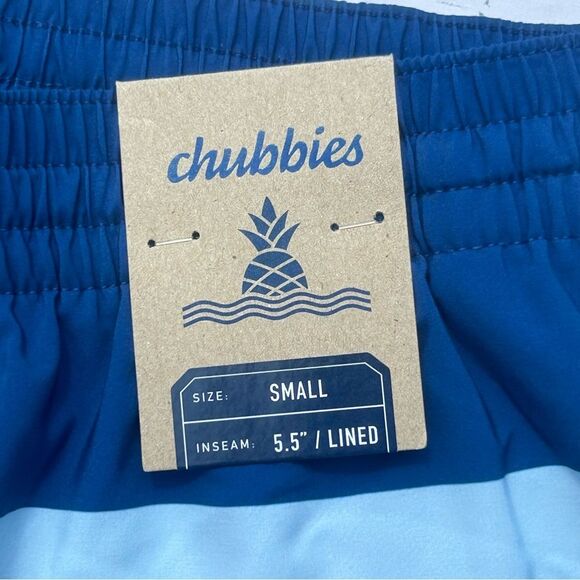 chubbies
SIZE: SMALL
INSEAM: 5.5" / LINED